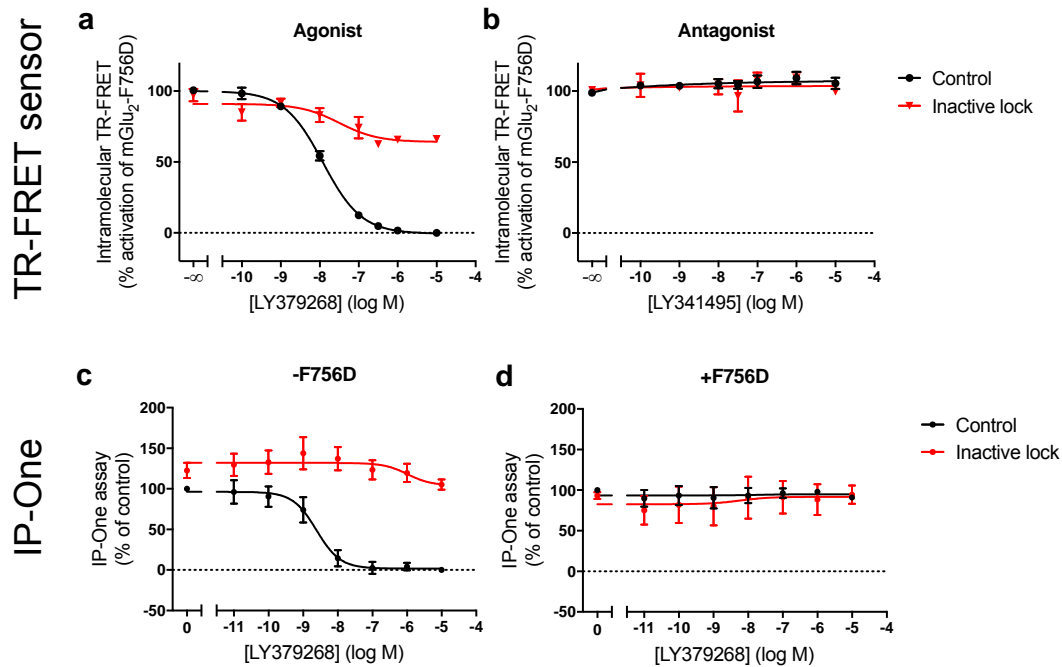 TR-FRET sensor
a
Agonist
Intramolecular TR-FRET
(% activation of mGlu₂-F756D)
100
50
0
-∞ -10 -9 -8 -7 -6 -5 -4
[LY379268] (log M)
b
Antagonist
Intramolecular TR-FRET
(% activation of mGlu₂-F756D)
100
50
0
-∞ -10 -9 -8 -7 -6 -5 -4
[LY341495] (log M)
Control
Inactive lock
IP-One
c
-F756D
IP-One assay
(% of control)
200
150
100
50
0
-50
0 -11 -10 -9 -8 -7 -6 -5 -4
[LY379268] (log M)
d
+F756D
IP-One assay
(% of control)
200
150
100
50
0
-50
0 -11 -10 -9 -8 -7 -6 -5 -4
[LY379268] (log M)
Control
Inactive lock